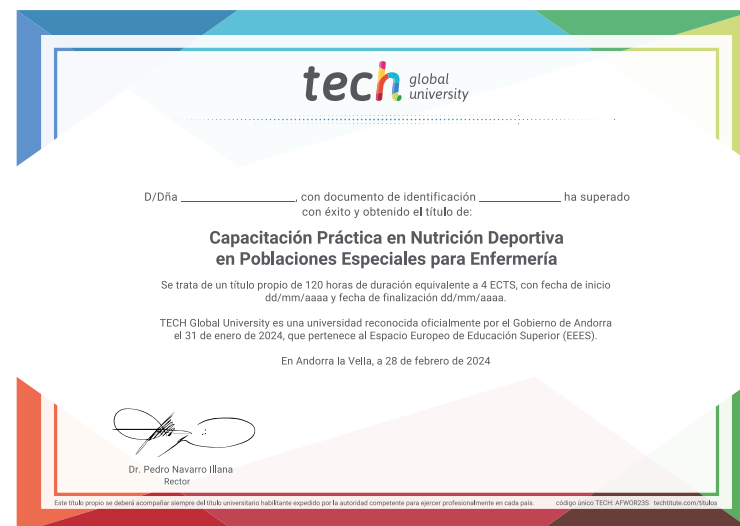 tech global university
D/Dña ____________, con documento de identificación ____________ ha superado
con éxito y obtenido el título de:
Capacitación Práctica en Nutrición Deportiva
en Poblaciones Especiales para Enfermería
Se trata de un título propio de 120 horas de duración equivalente a 4 ECTS, con fecha de inicio
dd/mm/aaaa y fecha de finalización dd/mm/aaaa.
TECH Global University es una universidad reconocida oficialmente por el Gobierno de Andorra
el 31 de enero de 2024, que pertenece al Espacio Europeo de Educación Superior (EEES).
En Andorra la Vella, a 28 de febrero de 2024
Dr. Pedro Navarro Illana
Rector
Este título propio se deberá acompañar siempre del título universitario habilitante expedido por la autoridad competente para ejercer profesionalmente en cada país. código único TECH: AFWOR23S techtitute.com/titulos